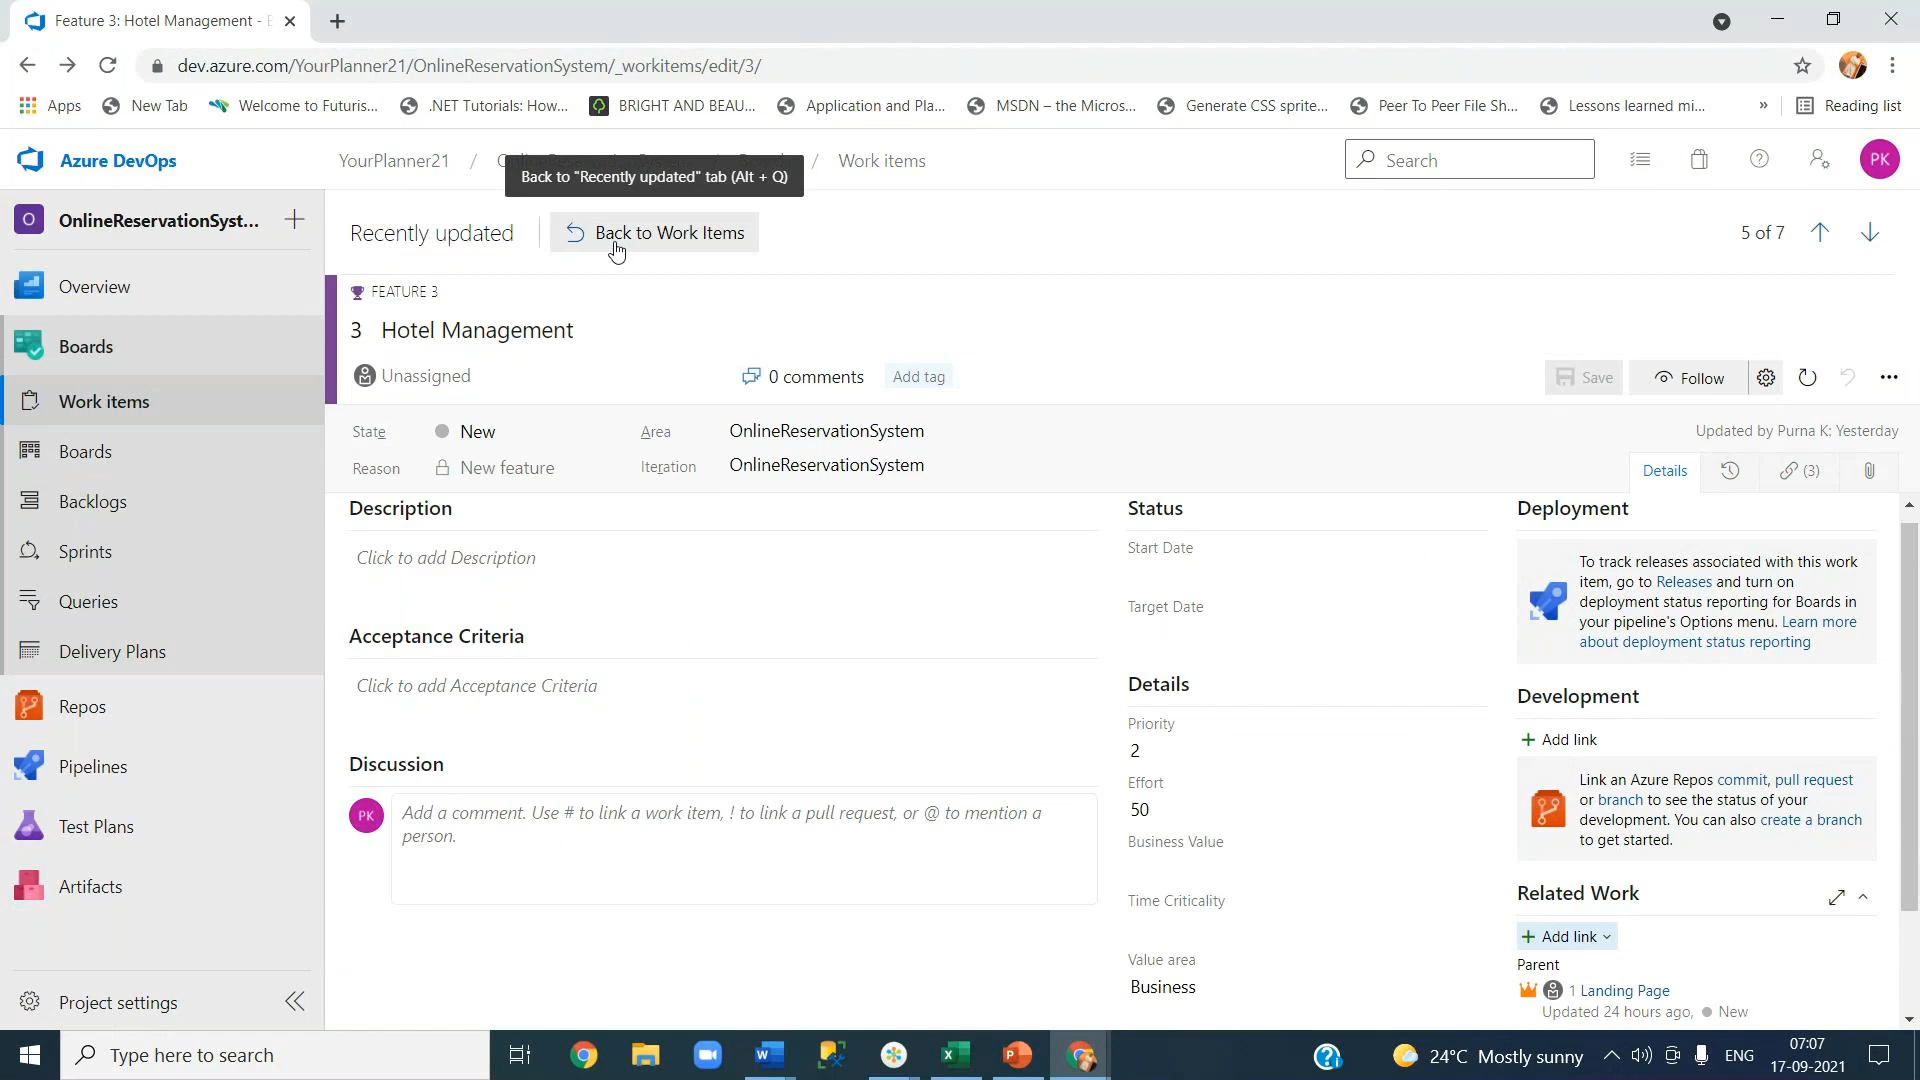 Feature 3: Hotel Management -
dev.azure.com/YourPlanner21/OnlineReservationSystem/_workitems/edit/3/
Apps
New Tab
Welcome to Futuris...
.NET Tutorials: How...
BRIGHT AND BEAU...
Application and Pla...
MSDN – the Micros...
Generate CSS sprite...
Peer To Peer File Sh...
Lessons learned mi...
»
Reading list
Azure DevOps
YourPlanner21 /
/ Work items
Search
PK
Back to "Recently updated" tab (Alt + Q)
O OnlineReservationSyst...
Recently updated
Back to Work Items
5 of 7
Overview
Boards
Work items
Boards
Backlogs
Sprints
Queries
Delivery Plans
Repos
Pipelines
Test Plans
Artifacts
Project settings
FEATURE 3
3 Hotel Management
Unassigned
0 comments
Add tag
Save
Follow
State
New
Area
OnlineReservationSystem
Updated by Purna K: Yesterday
Reason
New feature
Iteration
OnlineReservationSystem
Details
(3)
Description
Click to add Description
Acceptance Criteria
Click to add Acceptance Criteria
Discussion
PK
Add a comment. Use # to link a work item, ! to link a pull request, or @ to mention a
person.
Status
Start Date
Target Date
Details
Priority
2
Effort
50
Business Value
Time Criticality
Value area
Business
Deployment
To track releases associated with this work
item, go to Releases and turn on
deployment status reporting for Boards in
your pipeline's Options menu. Learn more
about deployment status reporting
Development
Add link
Link an Azure Repos commit, pull request
or branch to see the status of your
development. You can also create a branch
to get started.
Related Work
Add link
Parent
1 Landing Page
Updated 24 hours ago,
New
Type here to search
24°C Mostly sunny
ENG
07:07
17-09-2021